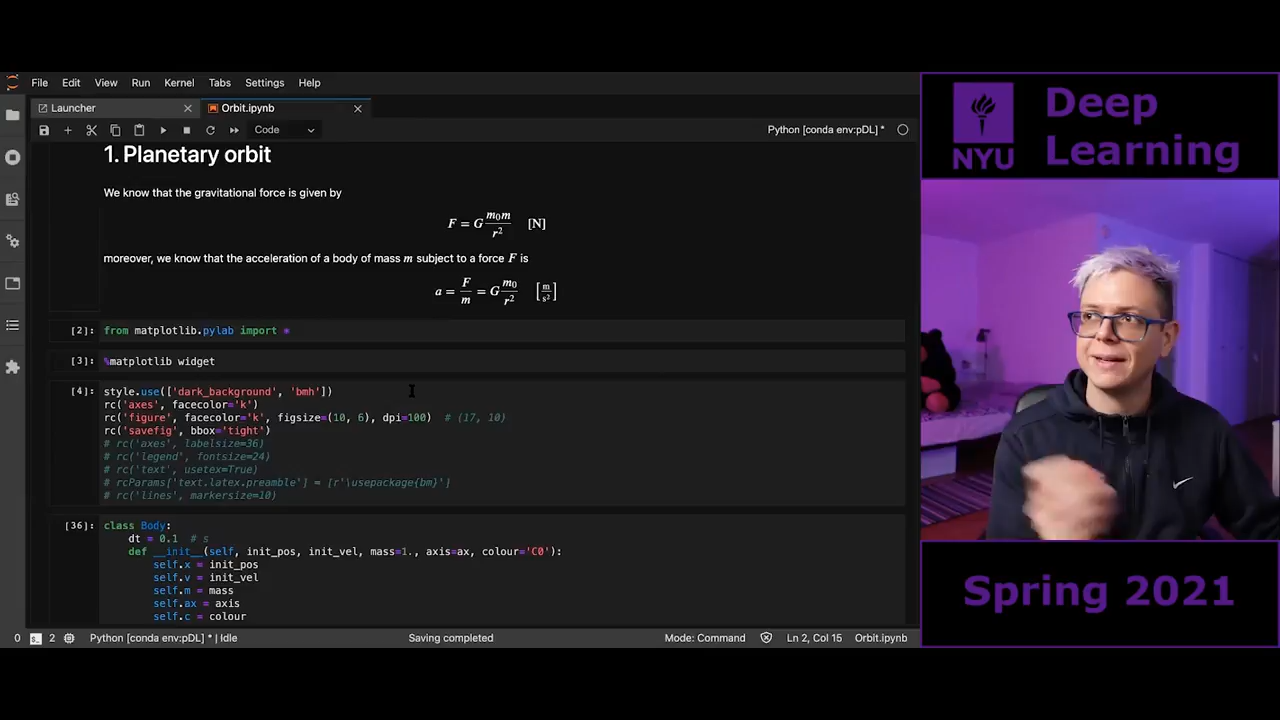 File Edit View Run Kernel Tabs Settings Help
Launcher Orbit.ipynb
Code Python [conda env:pDL] *
1. Planetary orbit
We know that the gravitational force is given by
F = G m₀m / r² [N]
moreover, we know that the acceleration of a body of mass m subject to a force F is
a = F / m = G m₀ / r² [m / s²]
[2]: from matplotlib.pylab import *
[3]: %matplotlib widget
[4]: style.use(['dark_background', 'bmh'])
rc('axes', facecolor='k')
rc('figure', facecolor='k', figsize=(10, 6), dpi=100) # (17, 10)
rc('savefig', bbox='tight')
# rc('axes', labelsize=36)
# rc('legend', fontsize=24)
# rc('text', usetex=True)
# rcParams['text.latex.preamble'] = [r'\usepackage{bm}']
# rc('lines', markersize=10)
[36]: class Body:
dt = 0.1 # s
def __init__(self, init_pos, init_vel, mass=1., axis=ax, colour='C0'):
self.x = init_pos
self.v = init_vel
self.m = mass
self.ax = axis
self.c = colour
0 2 Python [conda env:pDL] * | Idle Saving completed Mode: Command Ln 2, Col 15 Orbit.ipynb
NYU
Deep
Learning
Spring 2021